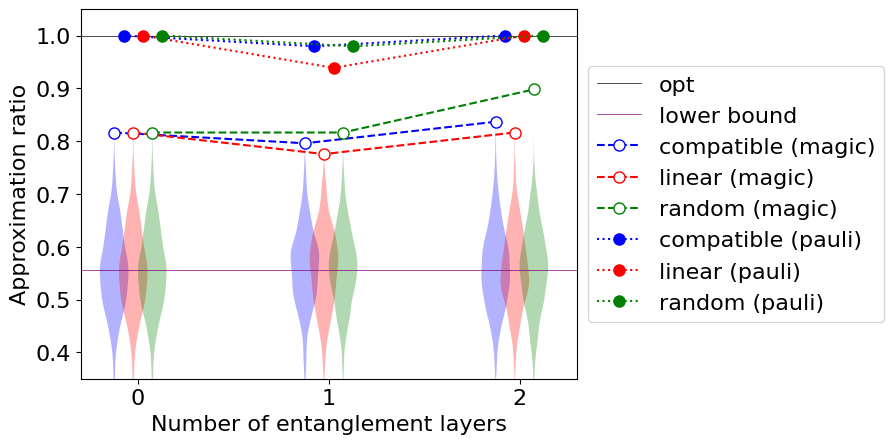 1.0
0.9
0.8
0.7
0.6
0.5
0.4
Approximation ratio
0 1 2
Number of entanglement layers
opt
lower bound
compatible (magic)
linear (magic)
random (magic)
compatible (pauli)
linear (pauli)
random (pauli)